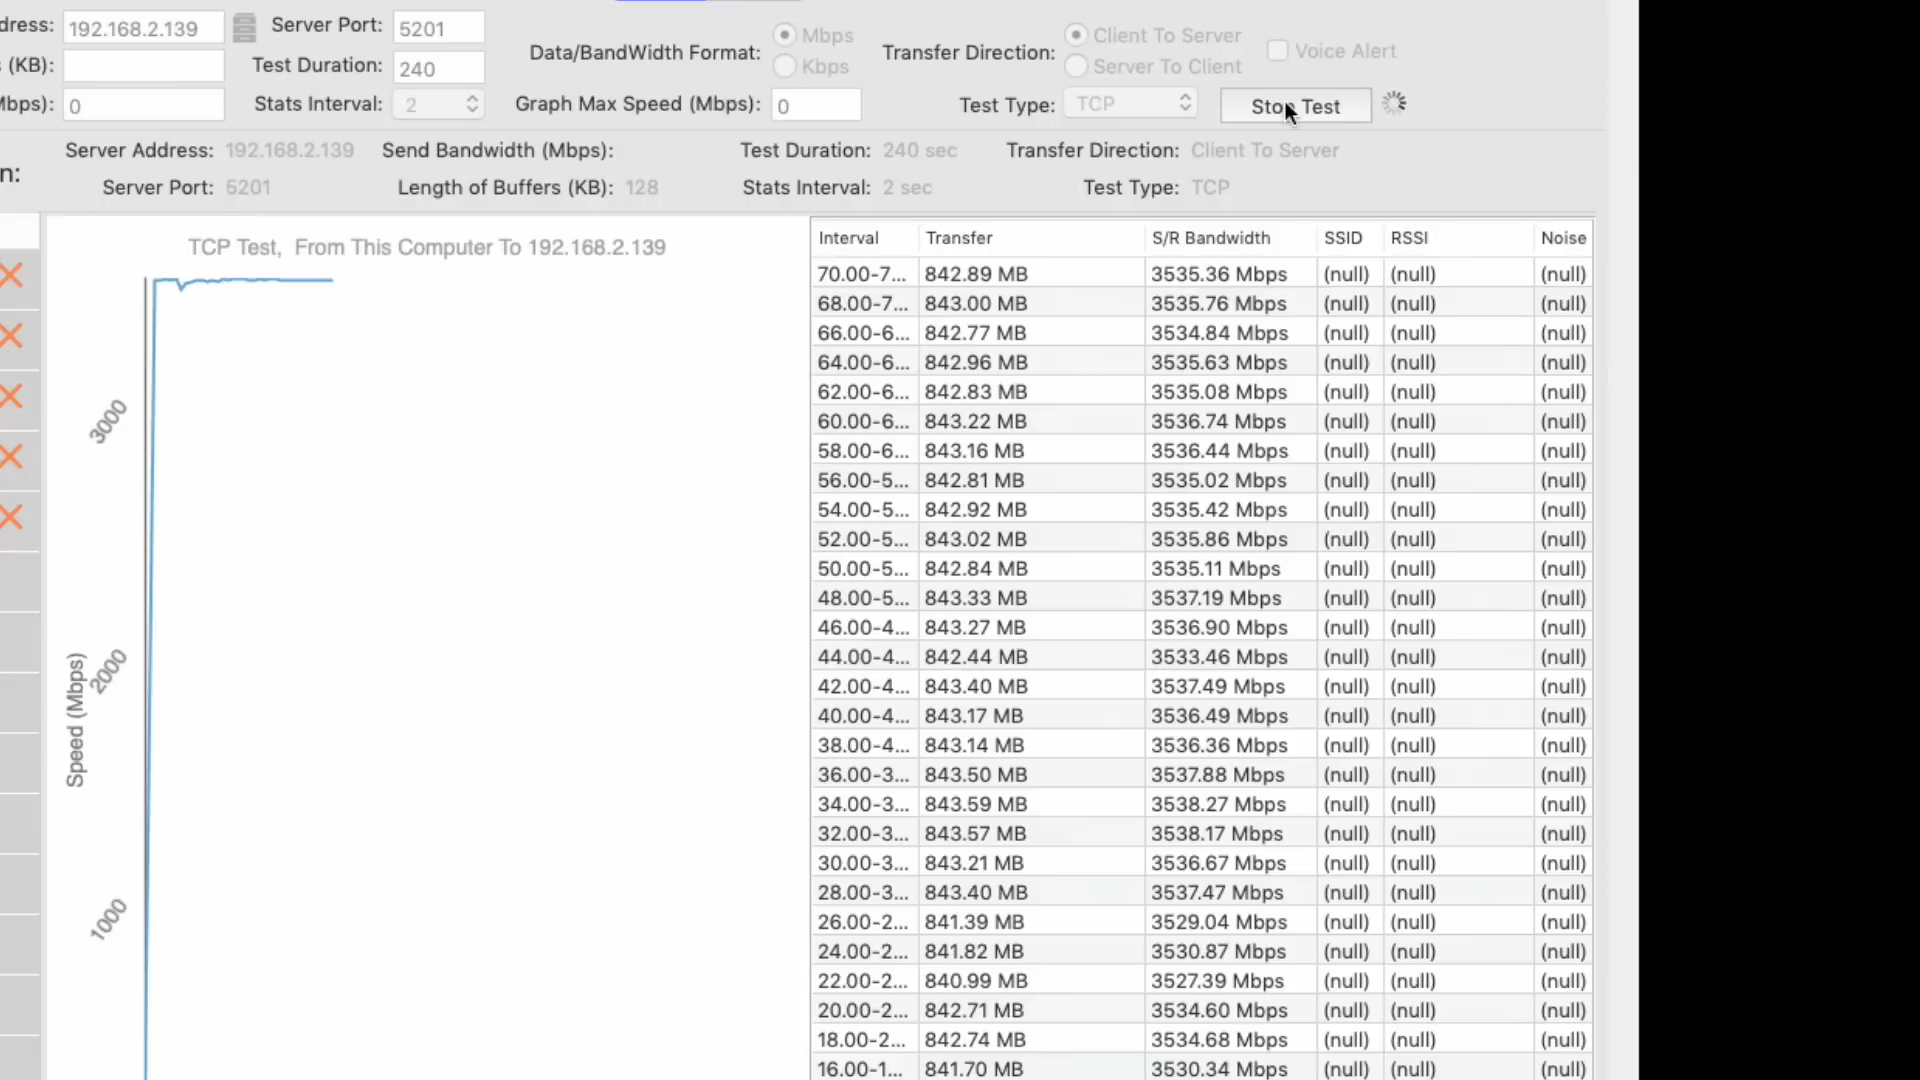 dress: 192.168.2.139 Server Port: 5201
Data/BandWidth Format: Mbps Kbps Transfer Direction: Client To Server Server To Client Voice Alert
(KB): Test Duration: 240
Mbps): 0 Stats Interval: 2 Graph Max Speed (Mbps): 0 Test Type: TCP Stop Test
Server Address: 192.168.2.139 Send Bandwidth (Mbps): Test Duration: 240 sec Transfer Direction: Client To Server
n:
Server Port: 5201 Length of Buffers (KB): 128 Stats Interval: 2 sec Test Type: TCP
TCP Test, From This Computer To 192.168.2.139
Speed (Mbps)
3000
2000
1000
Interval Transfer S/R Bandwidth SSID RSSI Noise
70.00-7... 842.89 MB 3535.36 Mbps (null) (null) (null)
68.00-7... 843.00 MB 3535.76 Mbps (null) (null) (null)
66.00-6... 842.77 MB 3534.84 Mbps (null) (null) (null)
64.00-6... 842.96 MB 3535.63 Mbps (null) (null) (null)
62.00-6... 842.83 MB 3535.08 Mbps (null) (null) (null)
60.00-6... 843.22 MB 3536.74 Mbps (null) (null) (null)
58.00-6... 843.16 MB 3536.44 Mbps (null) (null) (null)
56.00-5... 842.81 MB 3535.02 Mbps (null) (null) (null)
54.00-5... 842.92 MB 3535.42 Mbps (null) (null) (null)
52.00-5... 843.02 MB 3535.86 Mbps (null) (null) (null)
50.00-5... 842.84 MB 3535.11 Mbps (null) (null) (null)
48.00-5... 843.33 MB 3537.19 Mbps (null) (null) (null)
46.00-4... 843.27 MB 3536.90 Mbps (null) (null) (null)
44.00-4... 842.44 MB 3533.46 Mbps (null) (null) (null)
42.00-4... 843.40 MB 3537.49 Mbps (null) (null) (null)
40.00-4... 843.17 MB 3536.49 Mbps (null) (null) (null)
38.00-4... 843.14 MB 3536.36 Mbps (null) (null) (null)
36.00-3... 843.50 MB 3537.88 Mbps (null) (null) (null)
34.00-3... 843.59 MB 3538.27 Mbps (null) (null) (null)
32.00-3... 843.57 MB 3538.17 Mbps (null) (null) (null)
30.00-3... 843.21 MB 3536.67 Mbps (null) (null) (null)
28.00-3... 843.40 MB 3537.47 Mbps (null) (null) (null)
26.00-2... 841.39 MB 3529.04 Mbps (null) (null) (null)
24.00-2... 841.82 MB 3530.87 Mbps (null) (null) (null)
22.00-2... 840.99 MB 3527.39 Mbps (null) (null) (null)
20.00-2... 842.71 MB 3534.60 Mbps (null) (null) (null)
18.00-2... 842.74 MB 3534.68 Mbps (null) (null) (null)
16.00-1... 841.70 MB 3530.34 Mbps (null) (null) (null)